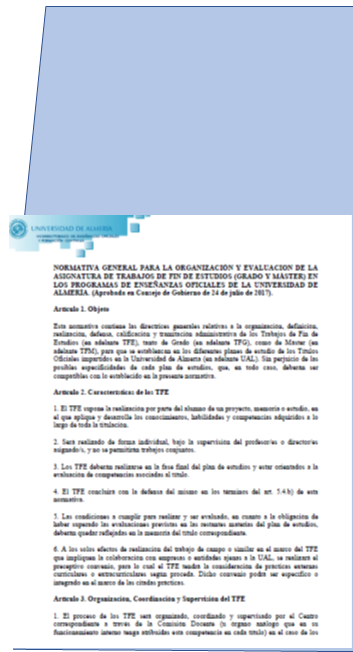 UNIVERSIDAD DE ALMERÍA
NORMATIVA GENERAL PARA LA ORGANIZACIÓN Y EVALUACIÓN DE LA
ASIGNATURA DE TRABAJOS DE FIN DE ESTUDIOS (GRADO Y MÁSTER) EN
LOS PROGRAMAS DE ENSEÑANZAS OFICIALES DE LA UNIVERSIDAD DE
ALMERÍA. (Aprobada en Consejo de Gobierno de 24 de julio de 2017).
Artículo 1. Objeto
Esta normativa contiene las directrices generales relativas a la organización, definición,
realización, defensa, calificación y tramitación administrativa de los Trabajos de Fin de
Estudios (en adelante TFE), tanto de Grado (en adelante TFG), como de Máster (en
adelante TFM), para que se establezcan en los diferentes planes de estudio de los Títulos
Oficiales impartidos en la Universidad de Almería (en adelante UAL). Sin perjuicio de las
posibles especificidades de cada plan de estudios, que, en todo caso, deberán ser
compatibles con lo establecido en la presente normativa.
Artículo 2. Características de los TFE
1. El TFE supone la realización por parte del alumno de un proyecto, memoria o estudio, en
el que aplique y desarrolle los conocimientos, habilidades y competencias adquiridos a lo
largo de toda la titulación.
2. Será realizado de forma individual, bajo la supervisión del profesor/es o director/es
asignado/s, y no se permitirán trabajos conjuntos.
3. Los TFE deberán realizarse en la fase final del plan de estudios y estar orientados a la
evaluación de competencias asociadas al título.
4. El TFE concluirá con la defensa del mismo en los términos del art. 5.4.b) de esta
normativa.
5. Las condiciones a cumplir para realizar y ser evaluado, en cuanto a la obligación de
haber superado las evaluaciones previstas en las restantes materias del plan de estudios,
deberán quedar reflejadas en la memoria del título correspondiente.
6. A los solos efectos de realización del trabajo de campo o similar en el marco del TFE
que impliquen la colaboración con empresas o entidades ajenas a la UAL, se realizará el
preceptivo convenio, para lo cual el TFE tendrá la consideración de prácticas externas
curriculares o extracurriculares según proceda. Dicho convenio podrá ser específico o
integrado en el marco de las citadas prácticas.
Artículo 3. Organización, Coordinación y Supervisión del TFE
1. El proceso de los TFE será organizado, coordinado y supervisado por el Centro
correspondiente a través de la Comisión Docente (u órgano análogo que en su
funcionamiento interno tenga atribuidas esta competencia en cada título) en el caso de los